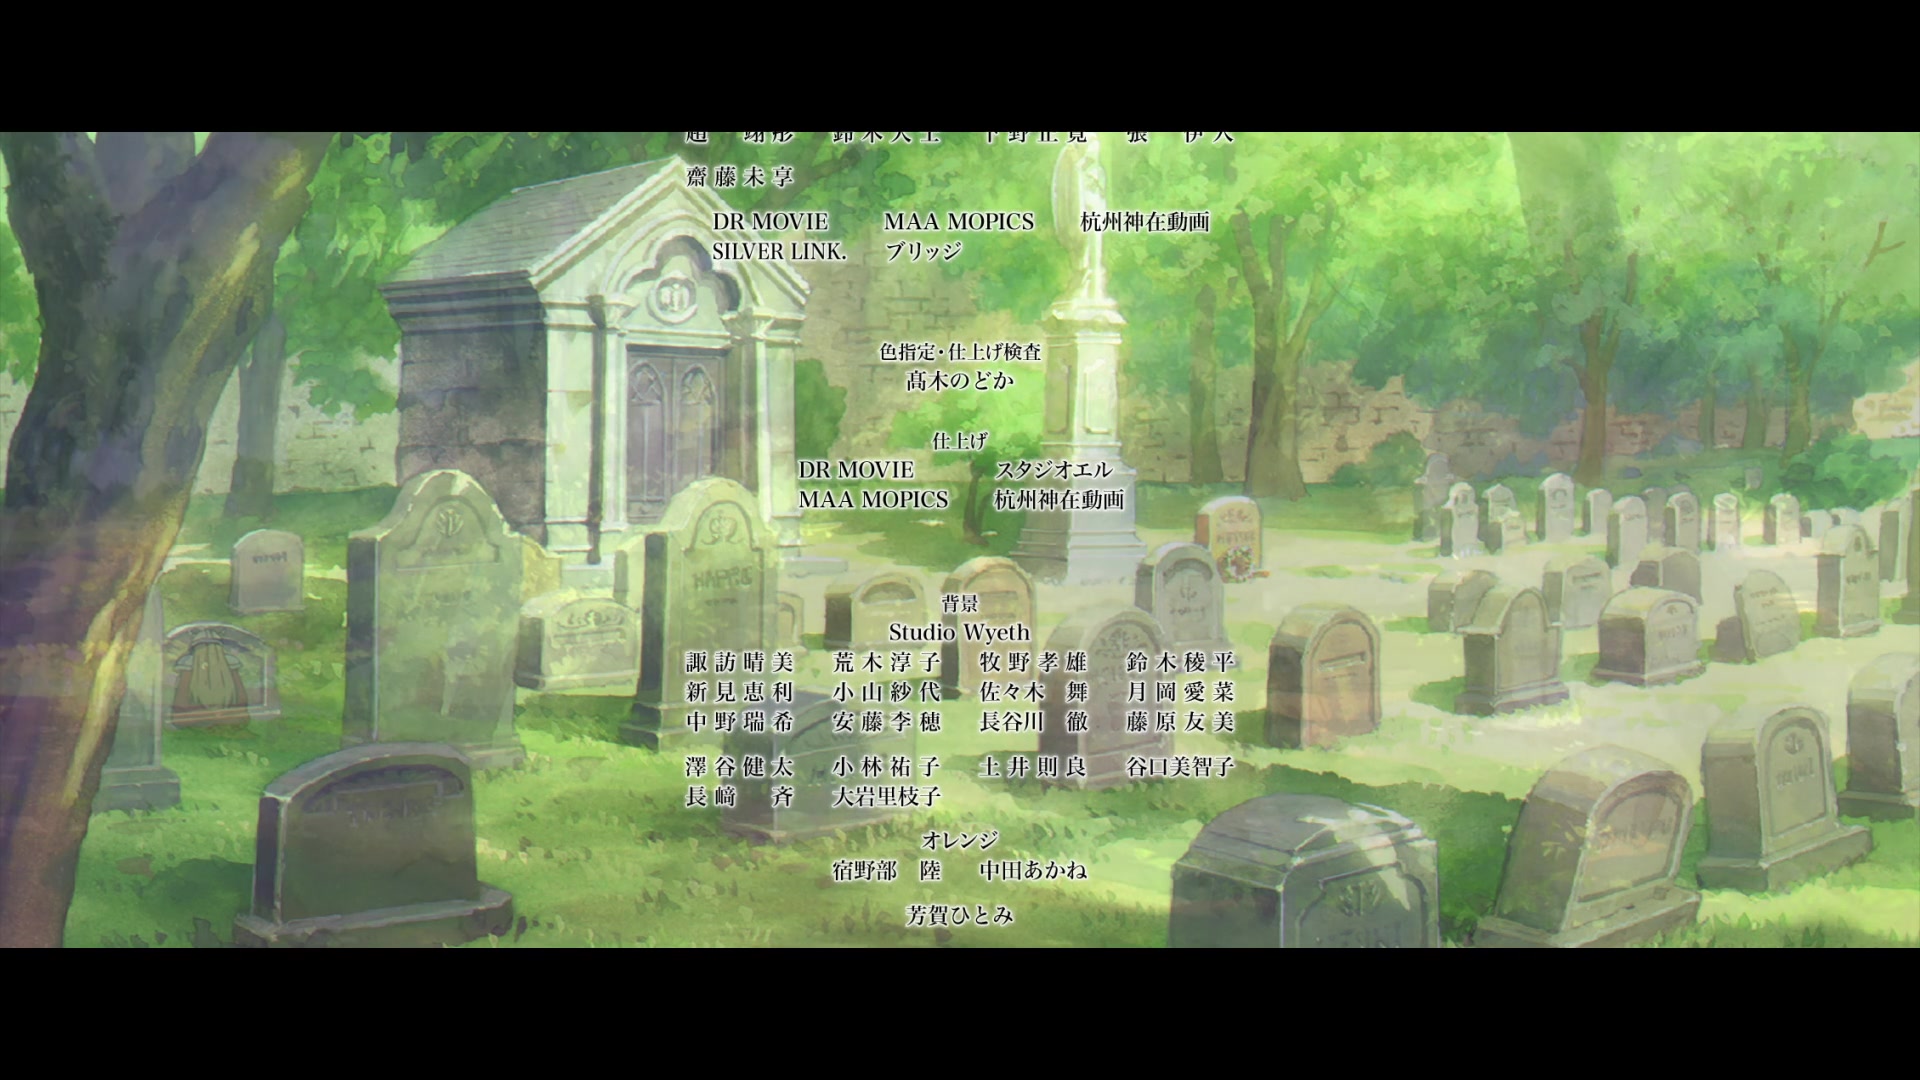 齋藤未享
DR MOVIE MAA MOPICS 杭州神在動画
SILVER LINK. ブリッジ
色指定・仕上げ検査
髙木のどか
仕上げ
DR MOVIE スタジオエル
MAA MOPICS 杭州神在動画
背景
Studio Wyeth
諏訪晴美 荒木淳子 牧野孝雄 鈴木稜平
新見恵利 小山紗代 佐々木 舞 月岡愛菜
中野瑞希 安藤李穂 長谷川 徹 藤原友美
澤谷健太 小林祐子 土井則良 谷口美智子
長﨑 斉 大岩里枝子
オレンジ
宿野部 陸 中田あかね
芳賀ひとみ